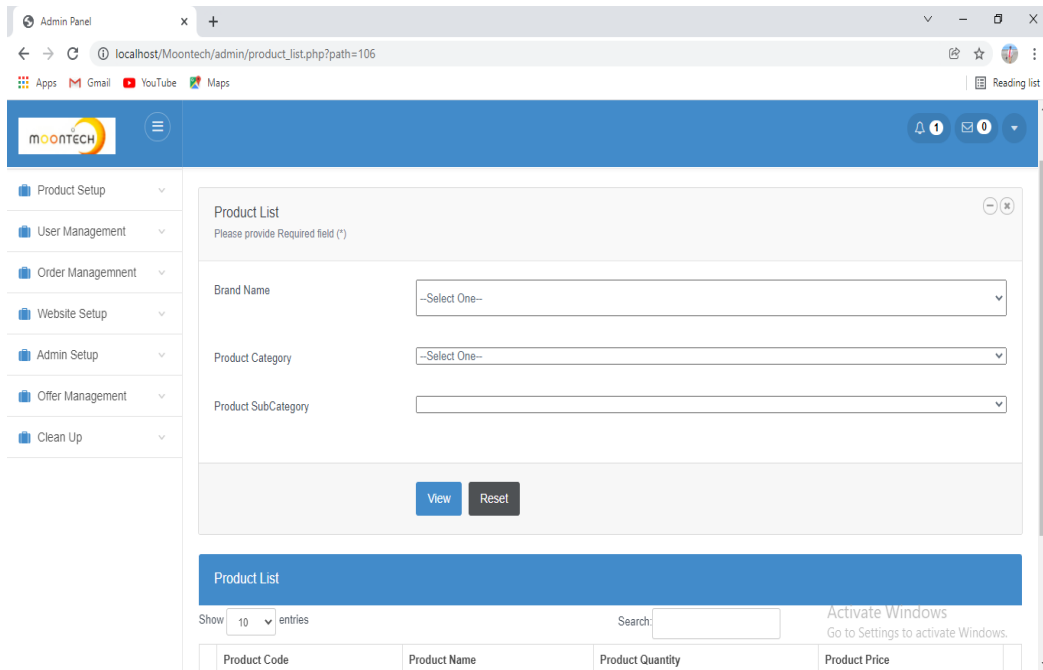 Admin Panel
localhost/Moontech/admin/product_list.php?path=106
Apps Gmail YouTube Maps Reading list
moontech 1 0
Product Setup
User Management
Order Managemnent
Website Setup
Admin Setup
Offer Management
Clean Up
Product List
Please provide Required field (*)
Brand Name --Select One--
Product Category --Select One--
Product SubCategory
View Reset
Product List
Show 10 entries Search:
Activate Windows
Go to Settings to activate Windows.
Product Code Product Name Product Quantity Product Price